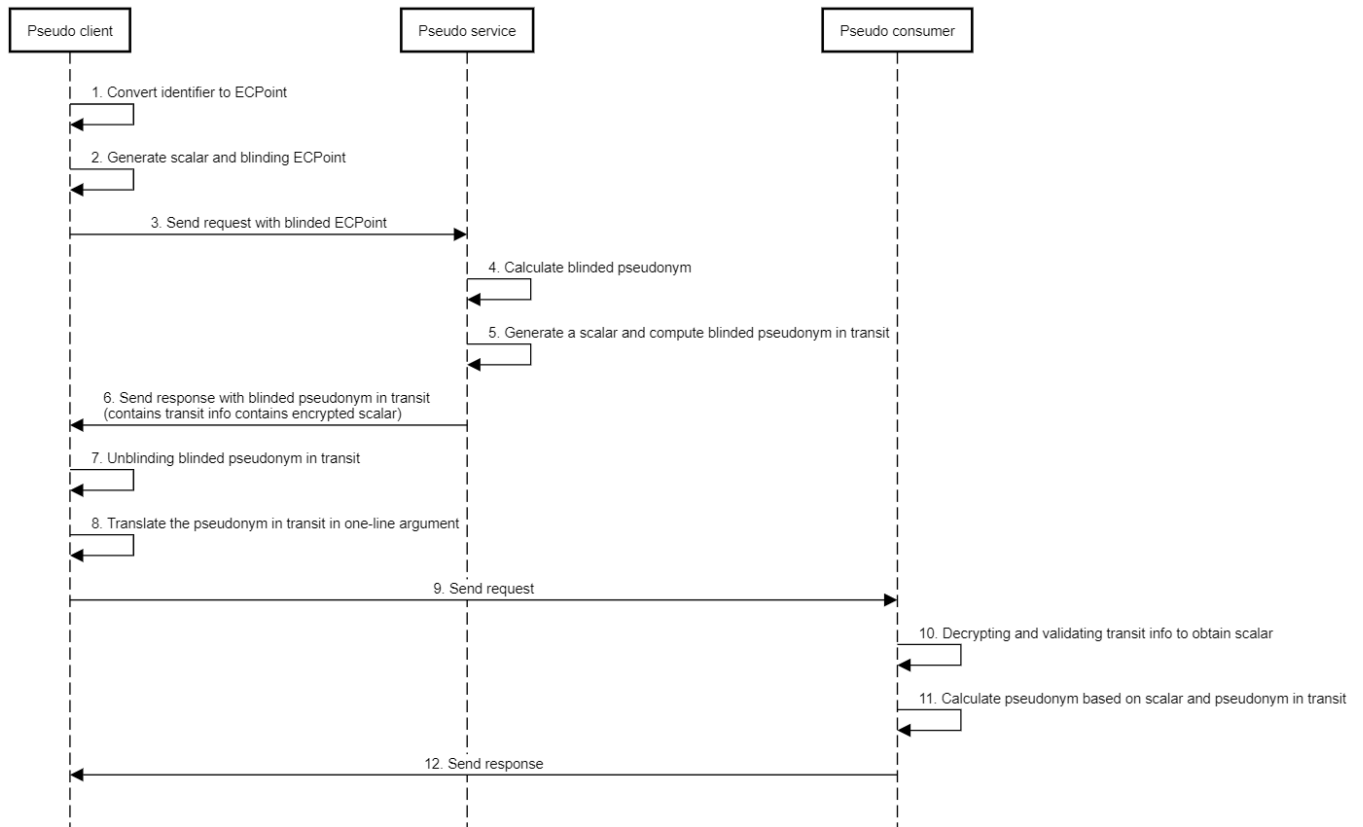 Pseudo client
Pseudo service
Pseudo consumer
1. Convert identifier to ECPoint
2. Generate scalar and blinding ECPoint
3. Send request with blinded ECPoint
4. Calculate blinded pseudonym
5. Generate a scalar and compute blinded pseudonym in transit
6. Send response with blinded pseudonym in transit
(contains transit info contains encrypted scalar)
7. Unblinding blinded pseudonym in transit
8. Translate the pseudonym in transit in one-line argument
9. Send request
10. Decrypting and validating transit info to obtain scalar
11. Calculate pseudonym based on scalar and pseudonym in transit
12. Send response